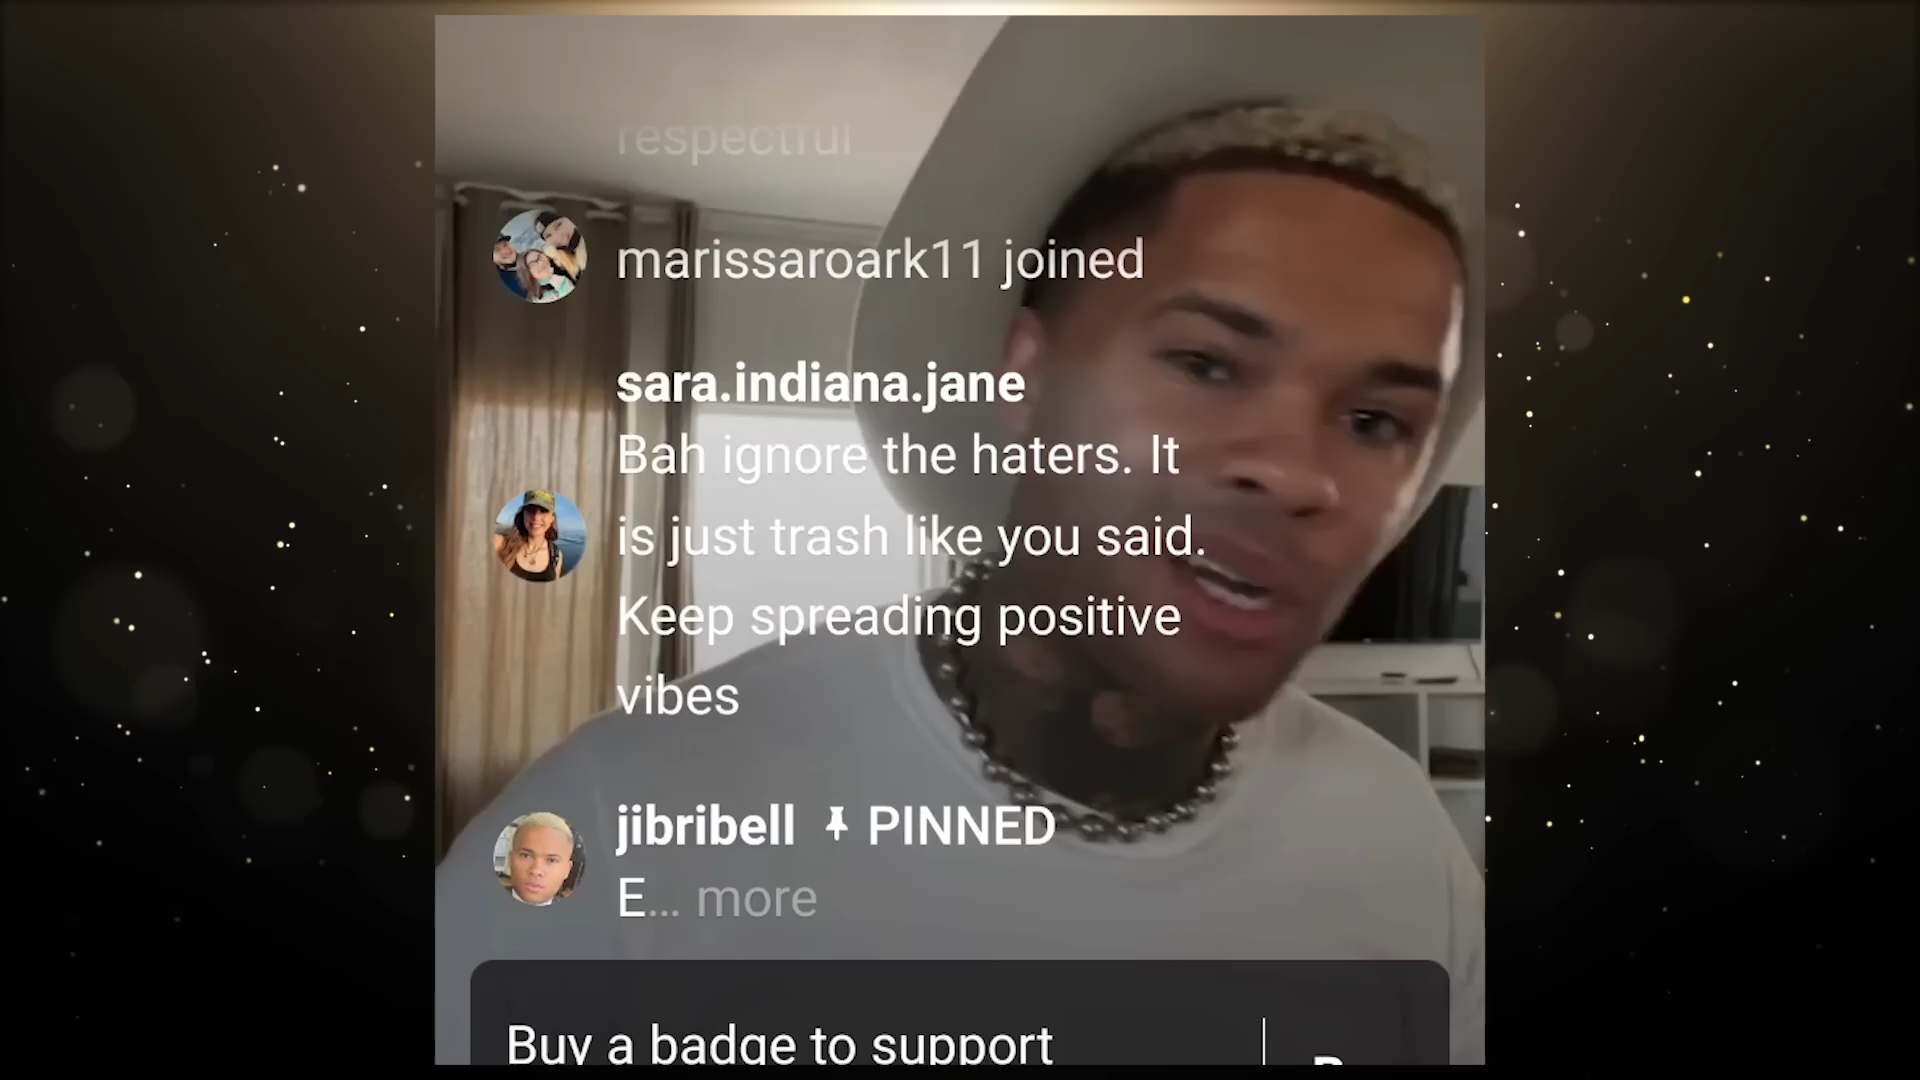 respectful
marissaroark11 joined
sara.indiana.jane
Bah ignore the haters. It
is just trash like you said.
Keep spreading positive
vibes
jibribell PINNED
E... more
Buy a badge to support